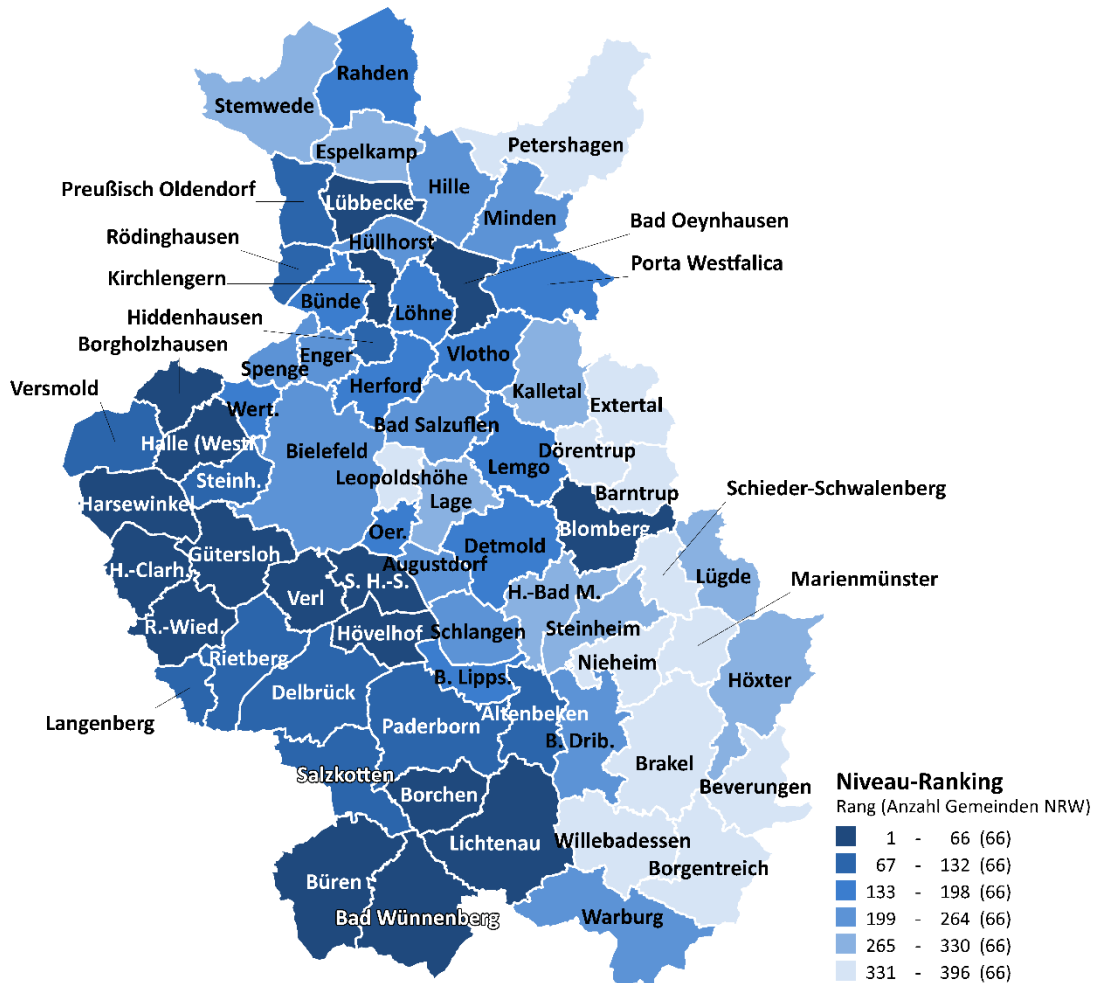 Rahden
Stemwede
Petershagen
Espelkamp
Hille
Preußisch Oldendorf
Lübbecke
Minden
Bad Oeynhausen
Rödinghausen
Hüllhorst
Porta Westfalica
Kirchlengern
Bünde
Löhne
Hiddenhausen
Borgholzhausen
Enger
Vlotho
Spenge
Versmold
Herford
Kalletal
Extertal
Wert.
Bad Salzuflen
Halle (Westf.)
Bielefeld
Dörentrup
Lemgo
Leopoldshöhe
Steinh.
Schieder-Schwalenberg
Barntrup
Harsewinkel
Lage
Blomberg
Oer.
Detmold
Gütersloh
Augustdorf
H.-Clarh.
S. H.-S.
Lügde
Marienmünster
H.-Bad M.
Verl
R.-Wied.
Hövelhof
Schlangen
Steinheim
Rietberg
Nieheim
B. Lipps.
Höxter
Delbrück
Langenberg
Altenbeken
Paderborn
B. Drib.
Brakel
Salzkotten
Beverungen
Borchen
Lichtenau
Willebadessen
Borgentreich
Büren
Bad Wünnenberg
Warburg
Niveau-Ranking
Rang (Anzahl Gemeinden NRW)
1 - 66 (66)
67 - 132 (66)
133 - 198 (66)
199 - 264 (66)
265 - 330 (66)
331 - 396 (66)